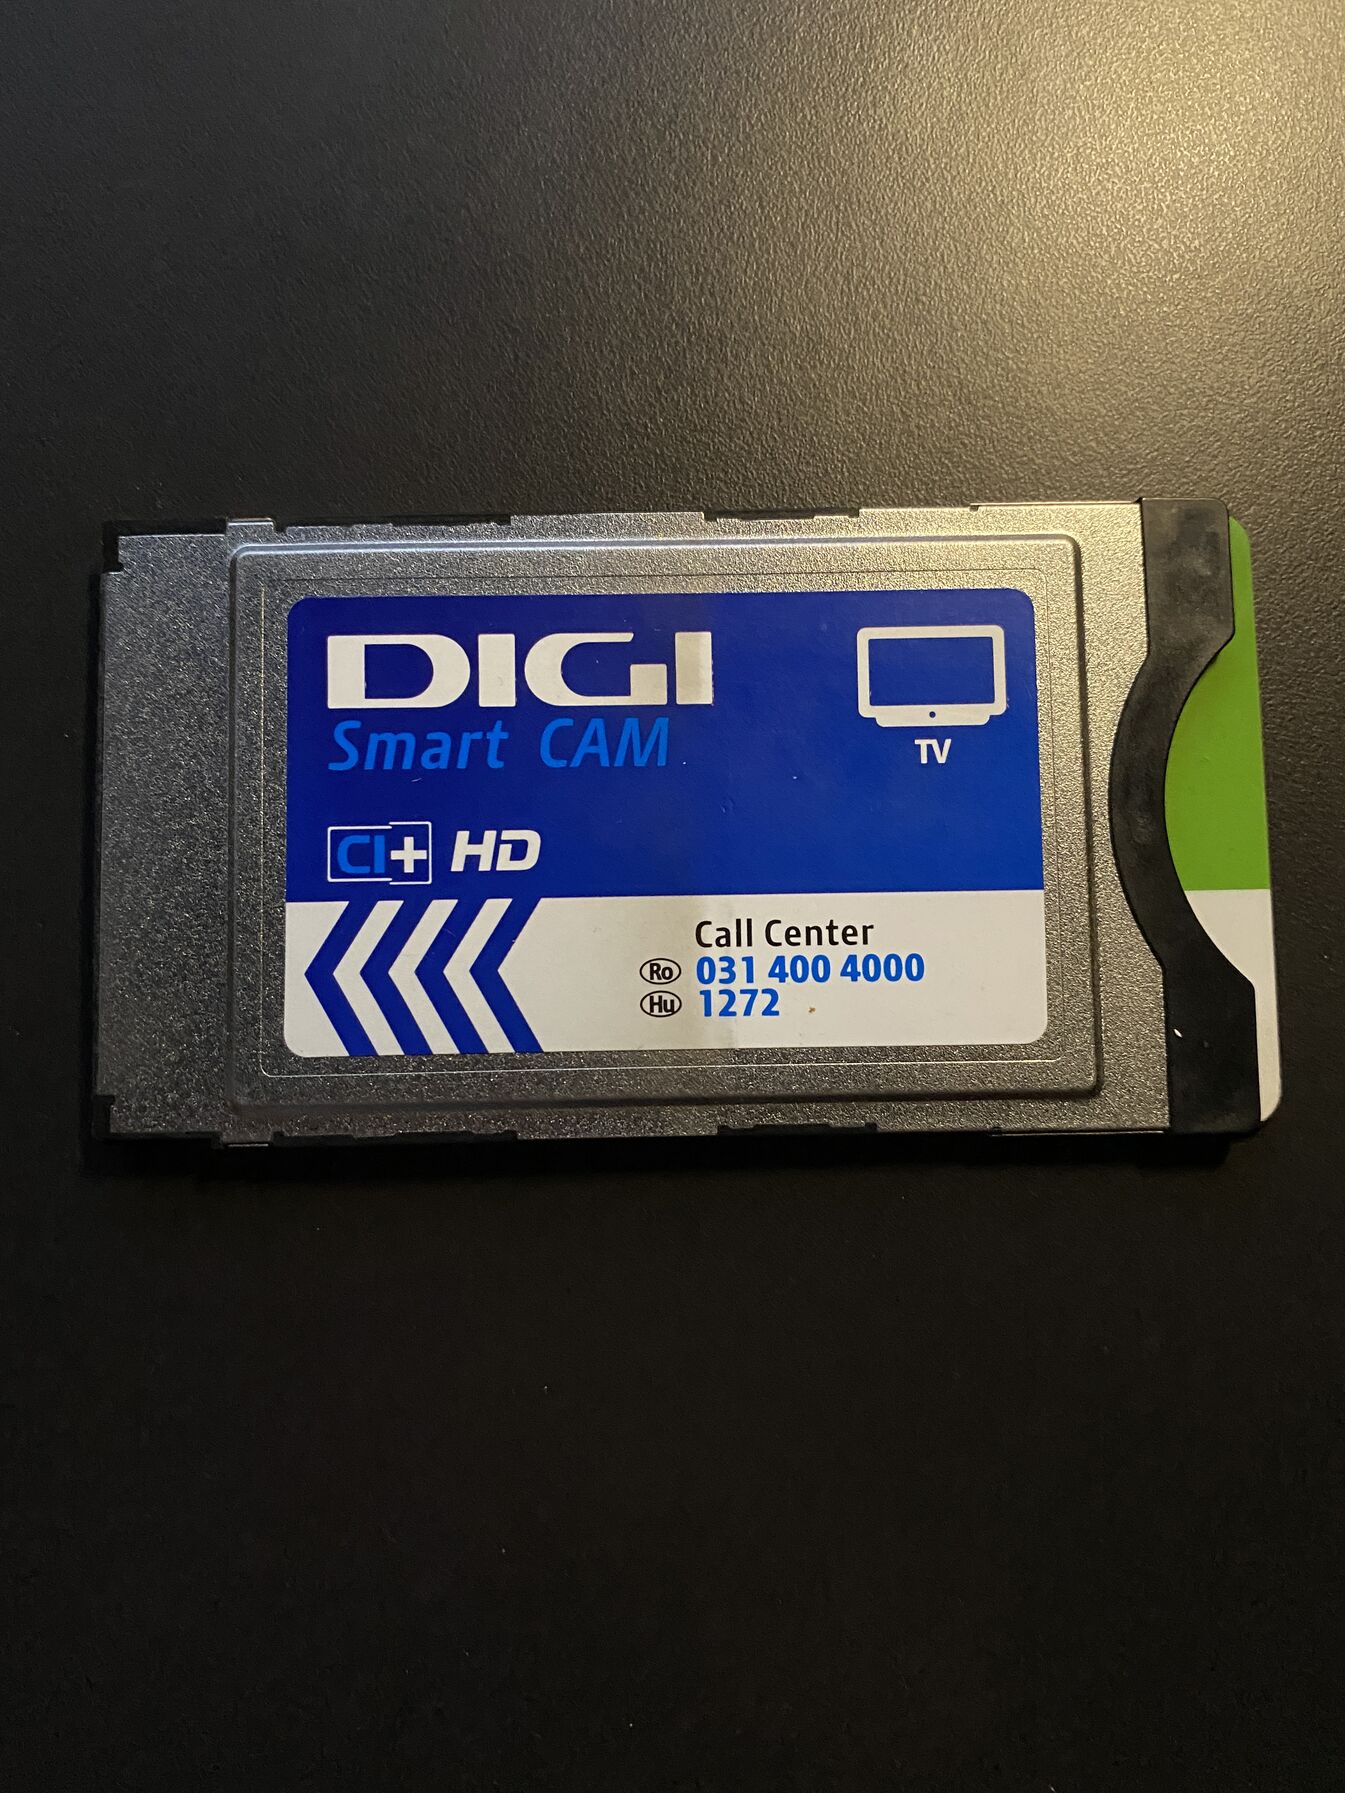 DIGI
Smart CAM
TV
CI+ HD
Call Center
Ro 031 400 4000
Hu 1272